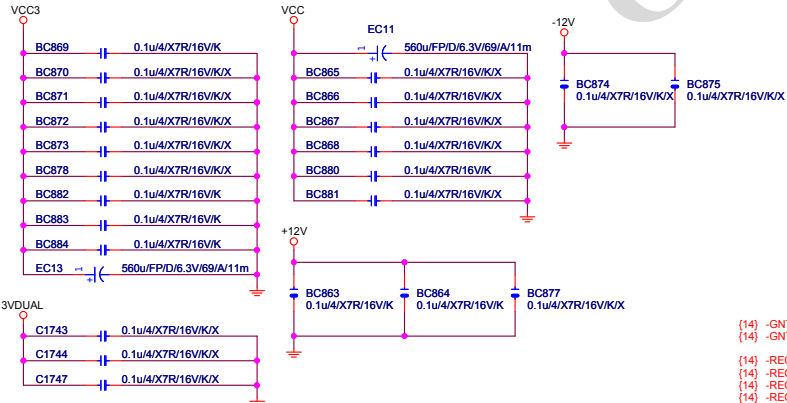 VCC3
BC869 0.1u/4/X7R/16V/K
BC870 0.1u/4/X7R/16V/K/X
BC871 0.1u/4/X7R/16V/K/X
BC872 0.1u/4/X7R/16V/K/X
BC873 0.1u/4/X7R/16V/K/X
BC878 0.1u/4/X7R/16V/K/X
BC882 0.1u/4/X7R/16V/K
BC883 0.1u/4/X7R/16V/K
BC884 0.1u/4/X7R/16V/K
EC13 1 + 560u/FP/D/6.3V/69/A/11m
3VDUAL
C1743 0.1u/4/X7R/16V/K/X
C1744 0.1u/4/X7R/16V/K/X
C1747 0.1u/4/X7R/16V/K/X
VCC
EC11
1 + 560u/FP/D/6.3V/69/A/11m
BC865 0.1u/4/X7R/16V/K/X
BC866 0.1u/4/X7R/16V/K/X
BC867 0.1u/4/X7R/16V/K/X
BC868 0.1u/4/X7R/16V/K/X
BC880 0.1u/4/X7R/16V/K
BC881 0.1u/4/X7R/16V/K/X
+12V
BC863
0.1u/4/X7R/16V/K
BC864
0.1u/4/X7R/16V/K
BC877
0.1u/4/X7R/16V/K/X
-12V
BC874
0.1u/4/X7R/16V/K/X
BC875
0.1u/4/X7R/16V/K/X
{14}
{14}
{14}
{14}
{14}
{14}